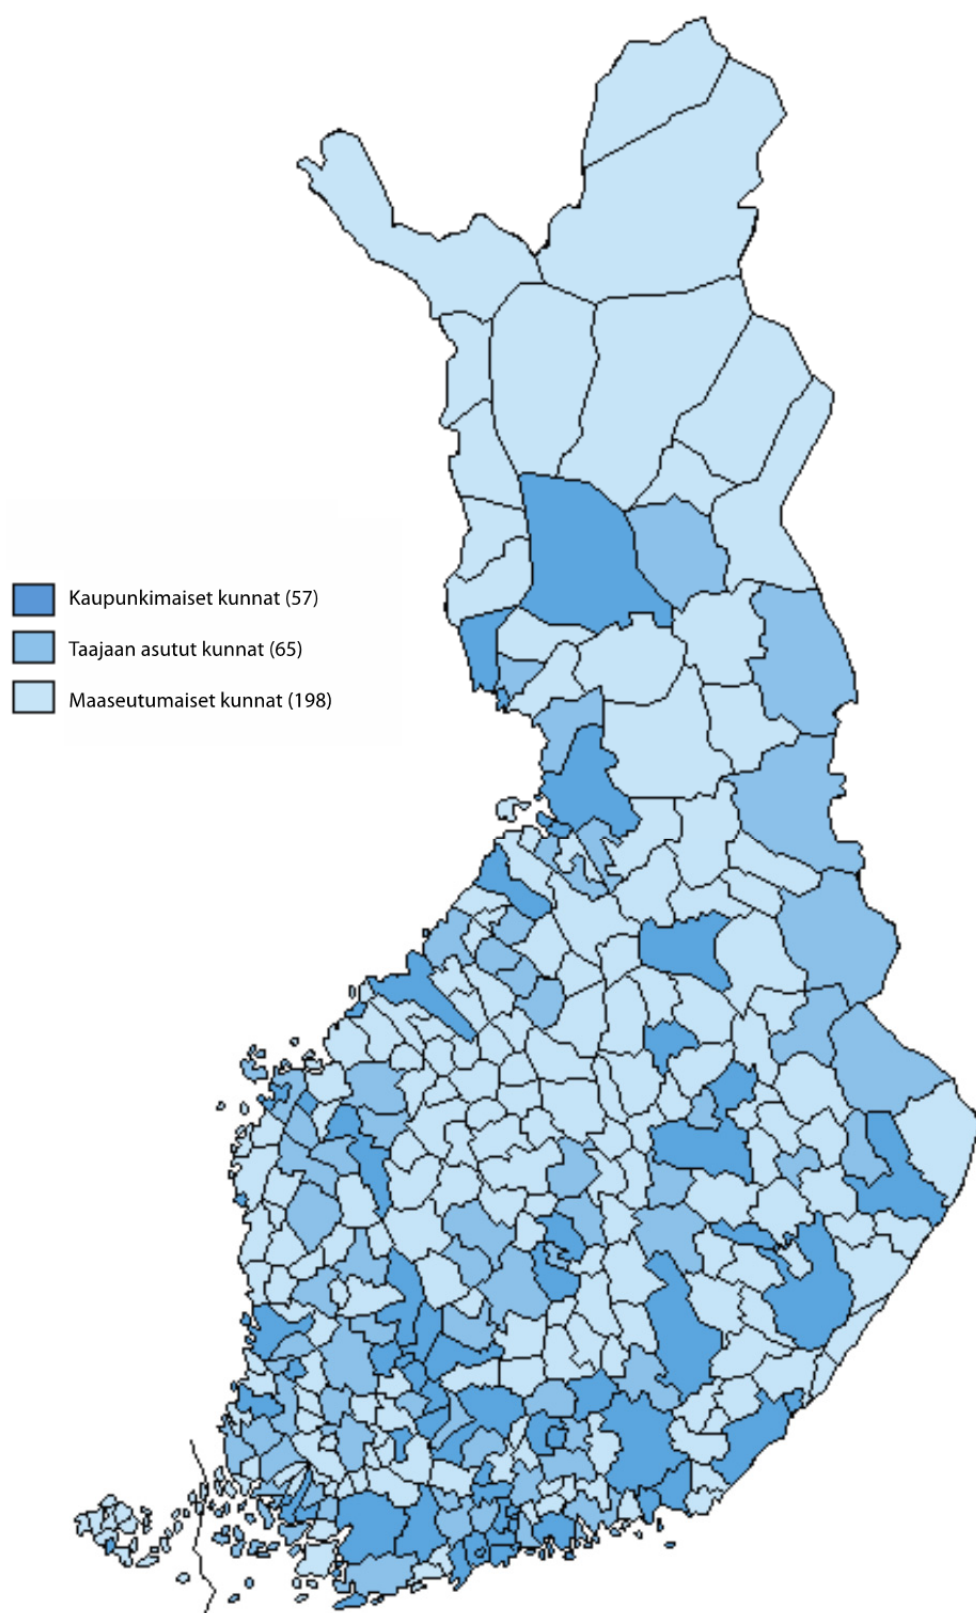 Kaupunkimaiset kunnat (57)
Taajaan asutut kunnat (65)
Maaseutumaiset kunnat (198)